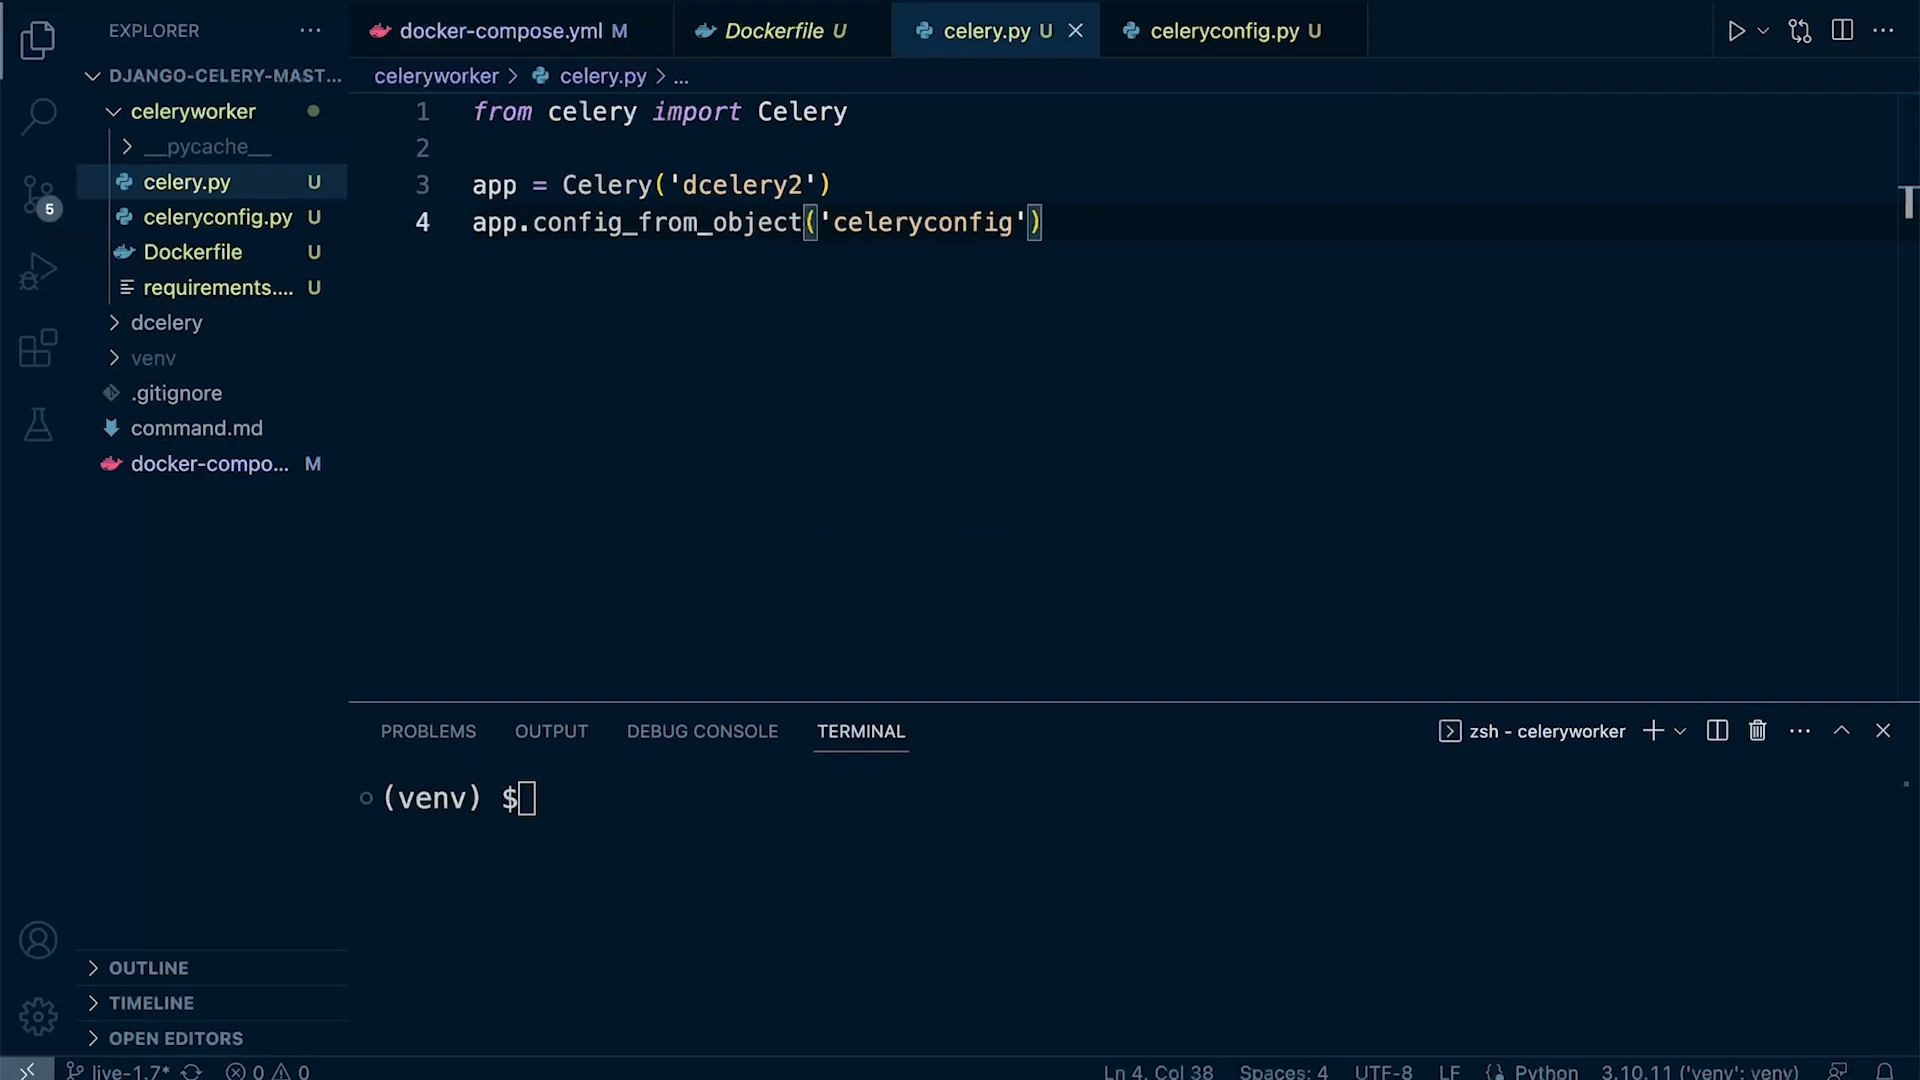 EXPLORER
DJANGO-CELERY-MAST...
celeryworker
__pycache__
celery.py U
celeryconfig.py U
Dockerfile U
requirements.... U
dcelery
venv
.gitignore
command.md
docker-compo... M
OUTLINE
TIMELINE
OPEN EDITORS
5
docker-compose.yml M
Dockerfile U
celery.py U
celeryconfig.py U
celeryworker > celery.py > ...
1 from celery import Celery
2
3 app = Celery('dcelery2')
4 app.config_from_object('celeryconfig')
PROBLEMS OUTPUT DEBUG CONSOLE TERMINAL
zsh - celeryworker
(venv) $
live-1.7* 0 0
Ln 4, Col 38 Spaces: 4 UTF-8 LF Python 3.10.11 ('venv': venv)